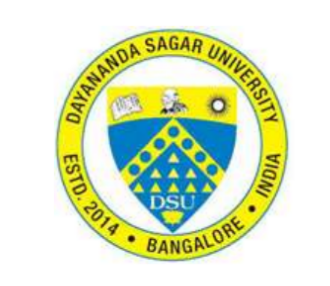 DAYANANDA SAGAR UNIVERSITY
ESTD. 2014 • BANGALORE • INDIA
DSU